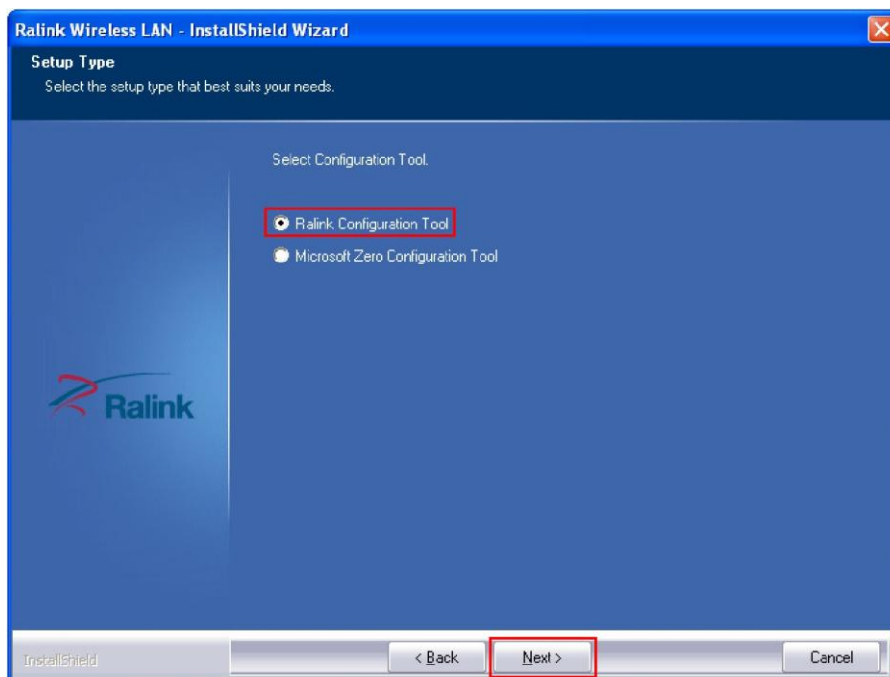 Ralink Wireless LAN - InstallShield Wizard
Setup Type
Select the setup type that best suits your needs.
Select Configuration Tool.
Ralink Configuration Tool
Microsoft Zero Configuration Tool
Ralink
InstallShield
< Back
Next >
Cancel